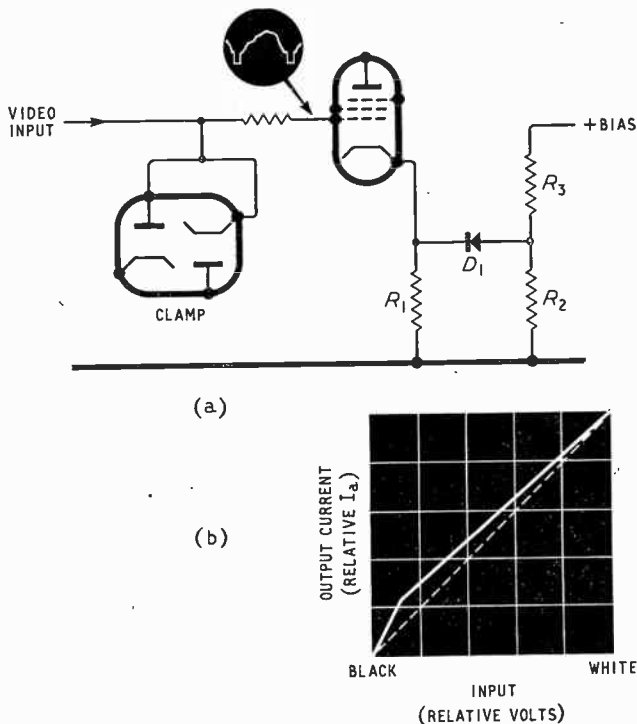 VIDEO
INPUT
+BIAS
R3
D1
R1
R2
CLAMP
(a)
(b)
OUTPUT CURRENT
(RELATIVE Ia)
BLACK
WHITE
INPUT
(RELATIVE VOLTS)